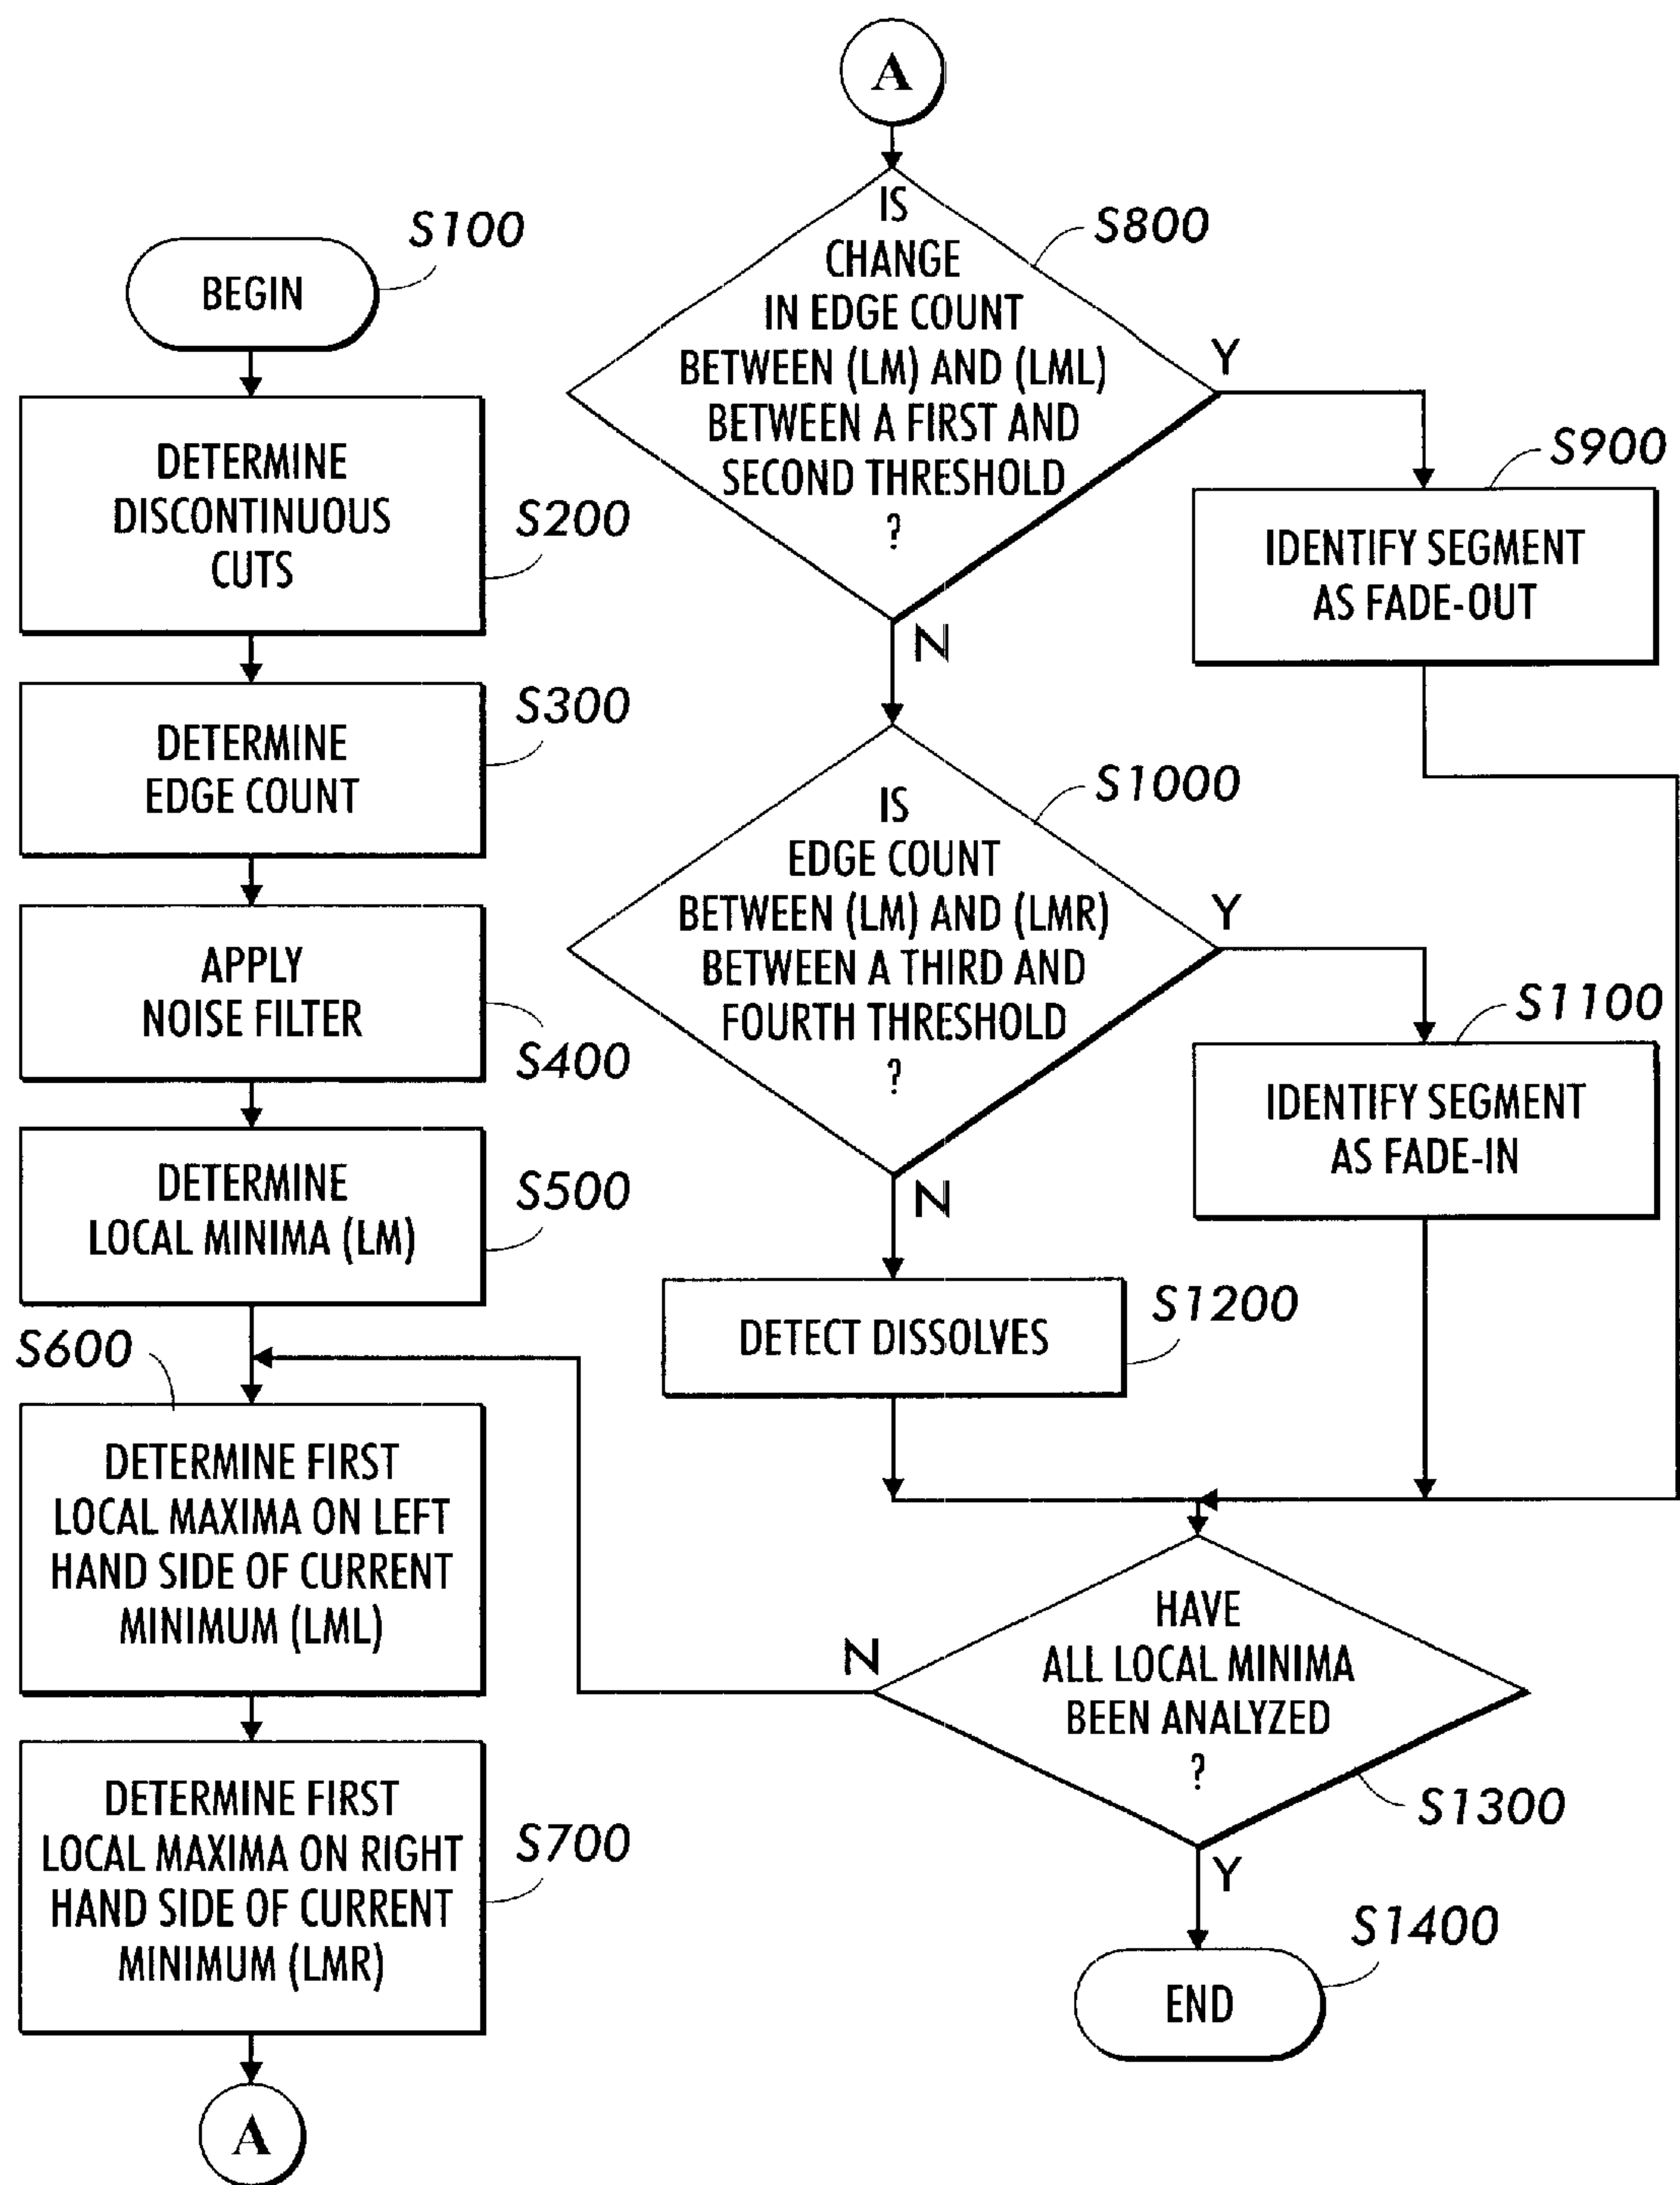 S100
BEGIN
DETERMINE
DISCONTINUOUS
CUTS
S200
DETERMINE
EDGE COUNT
S300
APPLY
NOISE FILTER
S400
DETERMINE
LOCAL MINIMA (LM)
S500
S600
DETERMINE FIRST
LOCAL MAXIMA ON LEFT
HAND SIDE OF CURRENT
MINIMUM (LML)
DETERMINE FIRST
LOCAL MAXIMA ON RIGHT
HAND SIDE OF CURRENT
MINIMUM (LMR)
S700
A
A
IS
CHANGE
IN EDGE COUNT
BETWEEN (LM) AND (LML)
BETWEEN A FIRST AND
SECOND THRESHOLD
?
S800
Y
N
S900
IDENTIFY SEGMENT
AS FADE-OUT
IS
EDGE COUNT
BETWEEN (LM) AND (LMR)
BETWEEN A THIRD AND
FOURTH THRESHOLD
?
S1000
Y
N
S1100
IDENTIFY SEGMENT
AS FADE-IN
DETECT DISSOLVES
S1200
HAVE
ALL LOCAL MINIMA
BEEN ANALYZED
?
N
S1300
Y
S1400
END